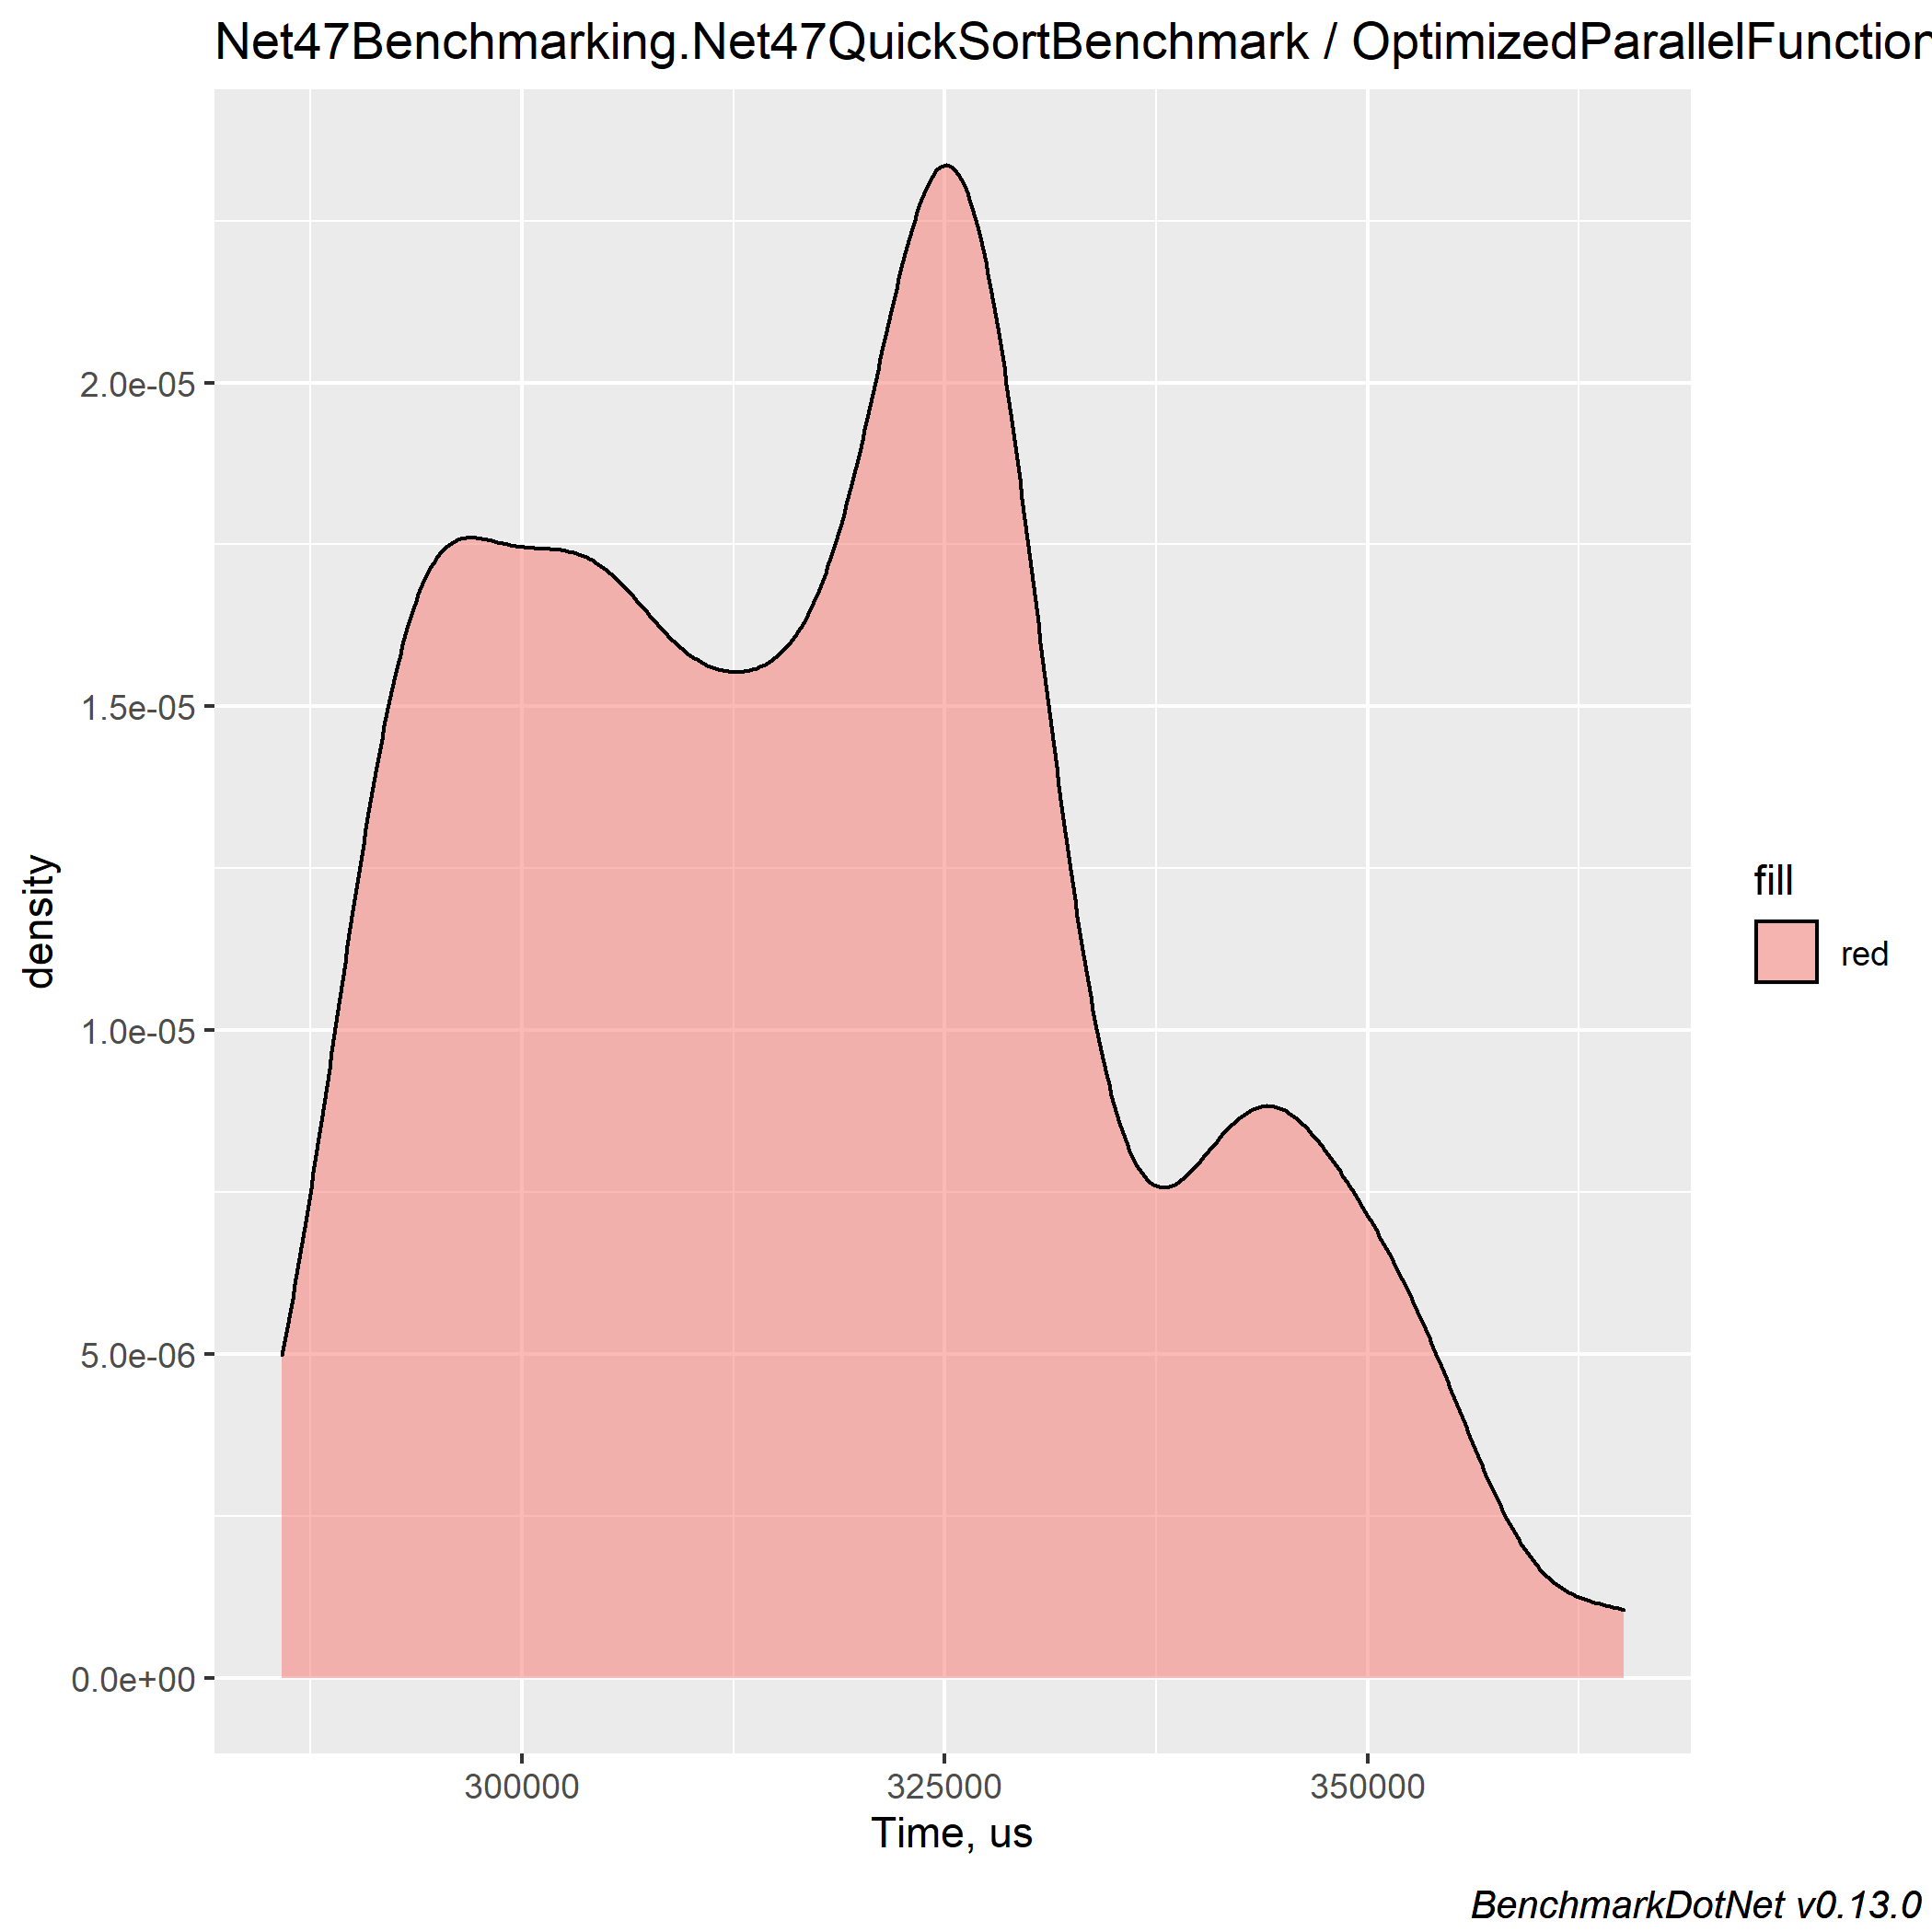 Net47Benchmarking.Net47QuickSortBenchmark / OptimizedParallelFunction
density
2.0e-05
1.5e-05
1.0e-05
5.0e-06
0.0e+00
300000 325000 350000
Time, us
fill
red
BenchmarkDotNet v0.13.0